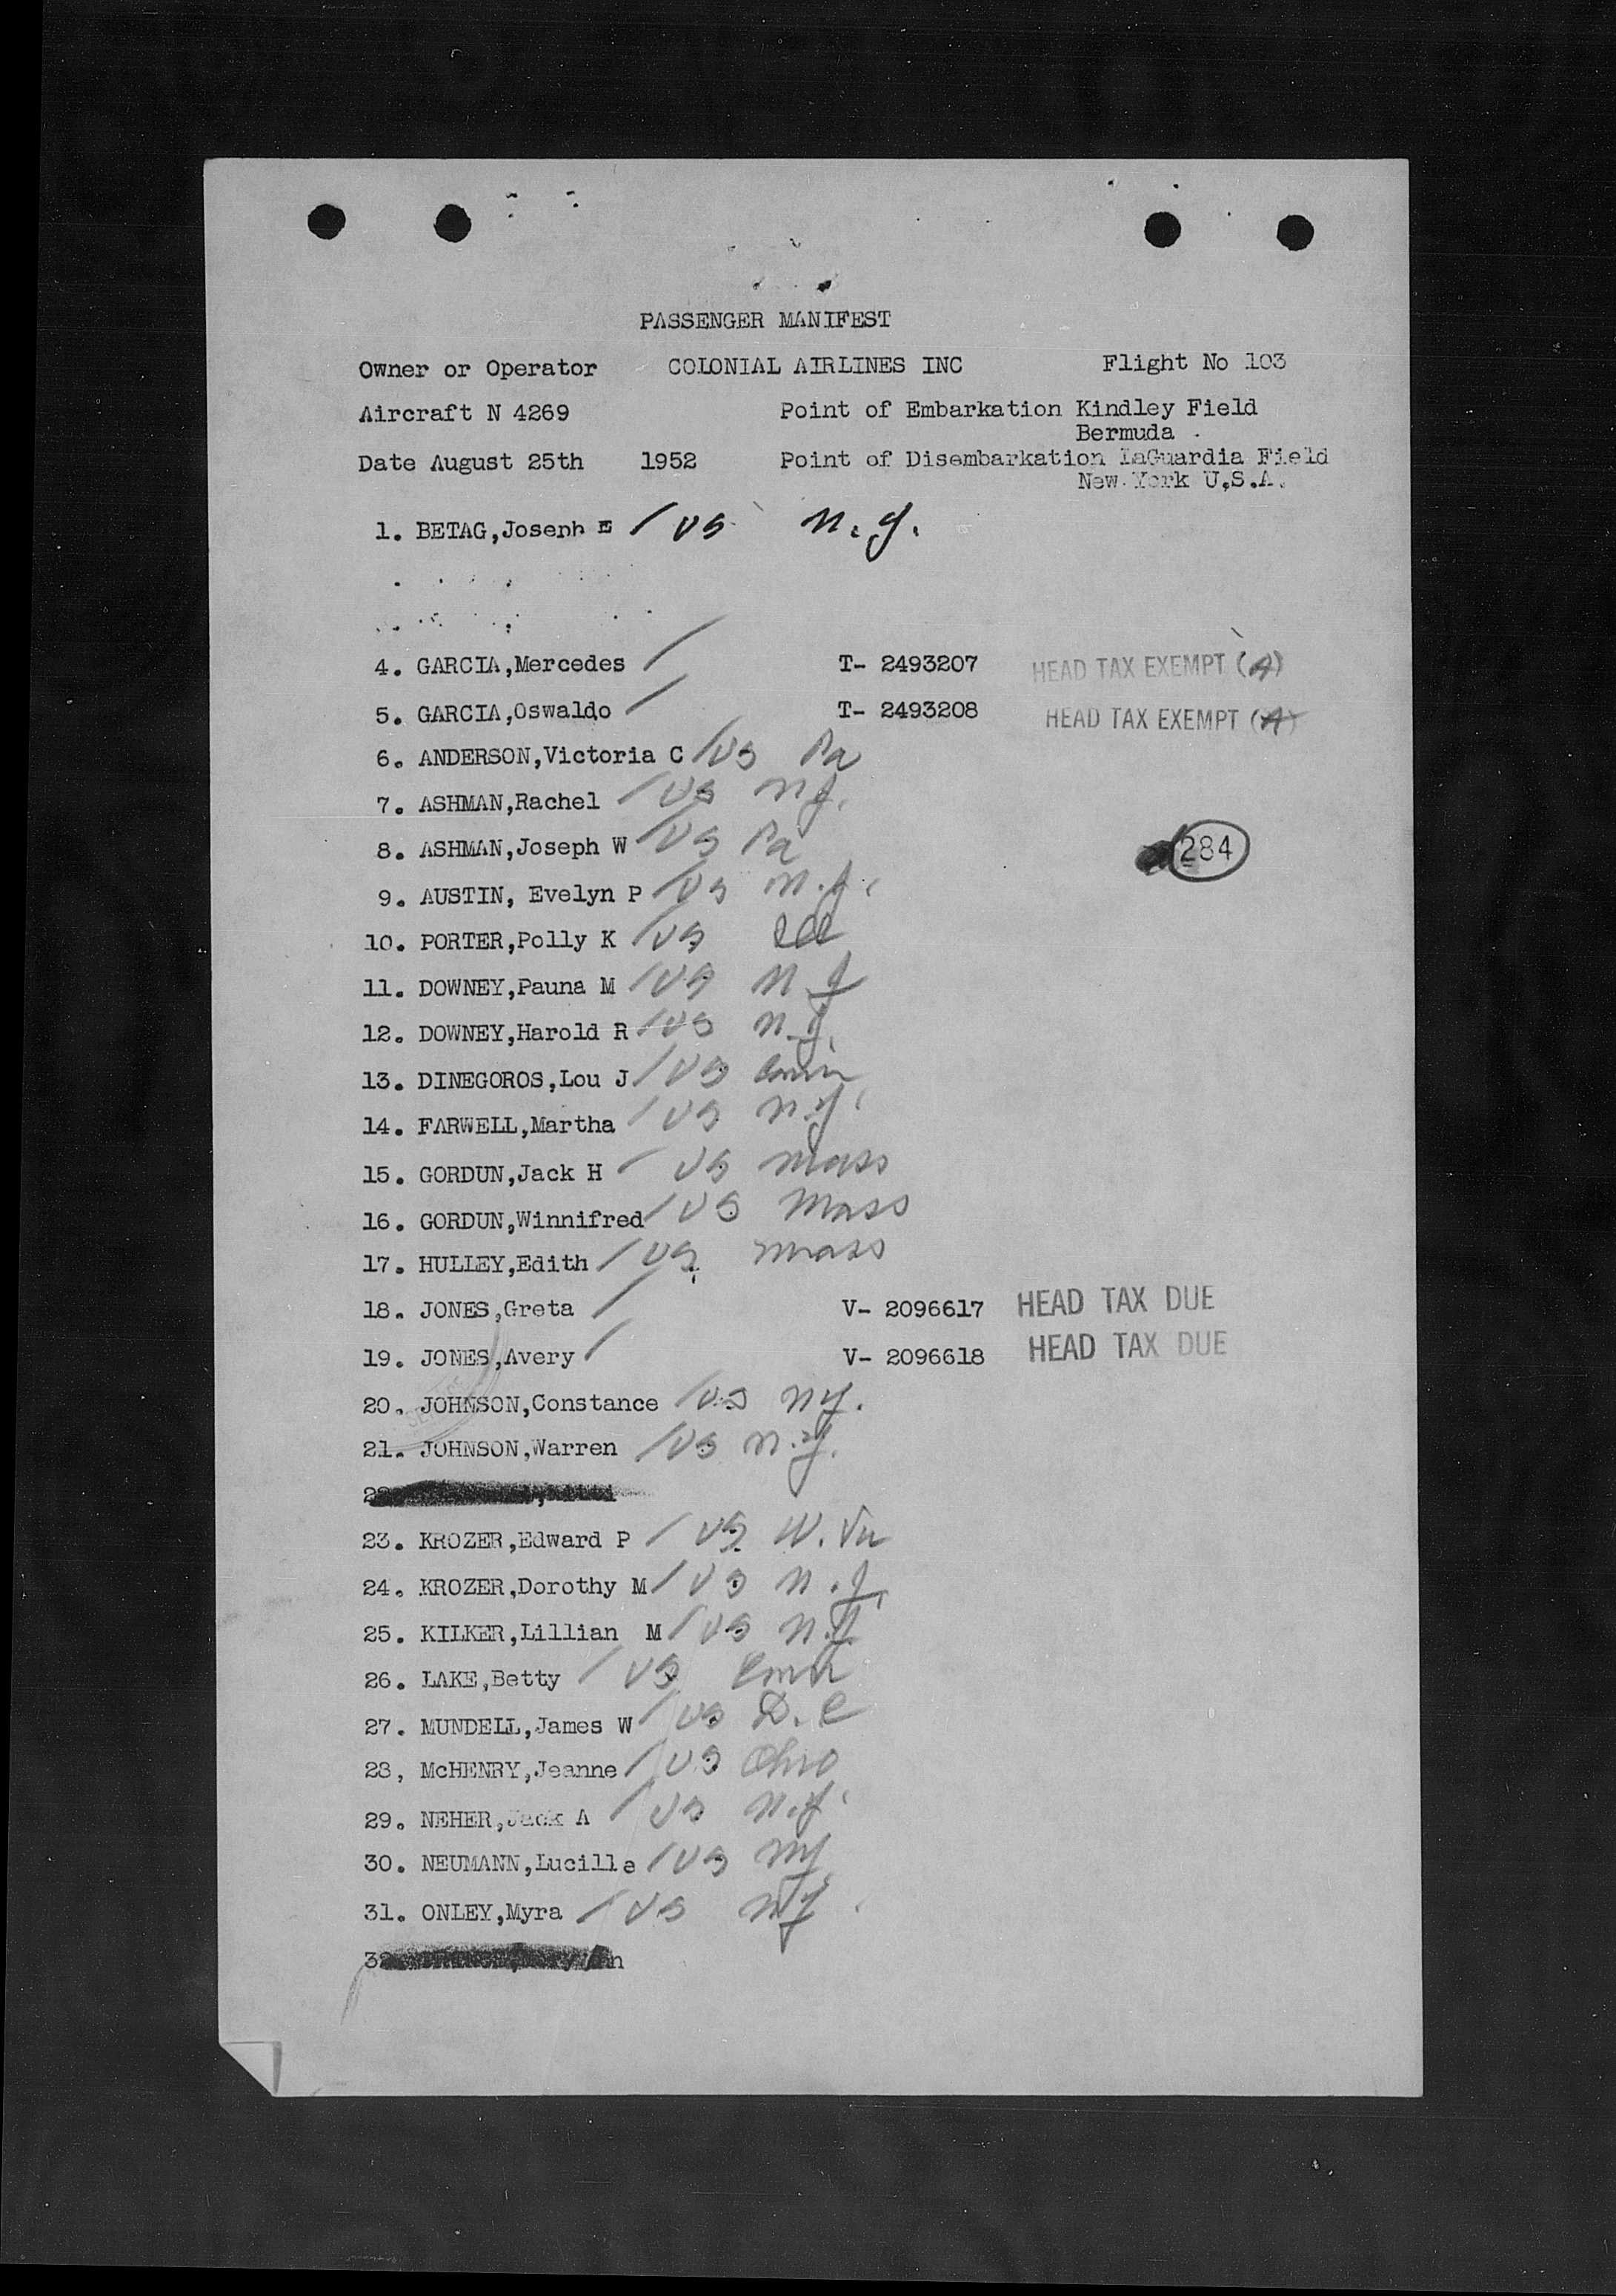 PASSENGER MANIFEST
Owner or Operator COLONIAL AIRLINES INC Flight No 103
Aircraft N 4269 Point of Embarkation Kindley Field
Bermuda
Date August 25th 1952 Point of Disembarkation LaGuardia Field
New York U.S.A.
1. BETAG,Joseph E / US N.J.
4. GARCIA,Mercedes / T- 2493207 HEAD TAX EXEMPT (A)
5. GARCIA,Oswaldo / T- 2493208 HEAD TAX EXEMPT (A)
6. ANDERSON,Victoria C / US Pa
7. ASHMAN,Rachel / US NJ.
8. ASHMAN,Joseph W / US Pa
284
9. AUSTIN, Evelyn P / US N.J.
10. PORTER,Polly K / US Ill
11. DOWNEY,Pauna M / US N.J
12. DOWNEY,Harold R / US N.J.
13. DINEGOROS,Lou J / US Conn
14. FARWELL,Martha / US N.Y.
15. GORDUN,Jack H / US Mass
16. GORDUN,Winnifred / US Mass
17. HULLEY,Edith / US Mass
18. JONES,Greta / V- 2096617 HEAD TAX DUE
19. JONES,Avery / V- 2096618 HEAD TAX DUE
20. JOHNSON,Constance / US NY.
21. JOHNSON,Warren / US N.Y.
23. KROZER,Edward P / US W. Va
24. KROZER,Dorothy M / US N.J.
25. KILKER,Lillian M / US N.J.
26. LAKE,Betty / US Conn
27. MUNDELL,James W / US D.C
28, McHENRY,Jeanne / US Ohio
29. NEHER,Jack A / US
30. NEUMANN,Lucille / US NY
31. ONLEY,Myra / US